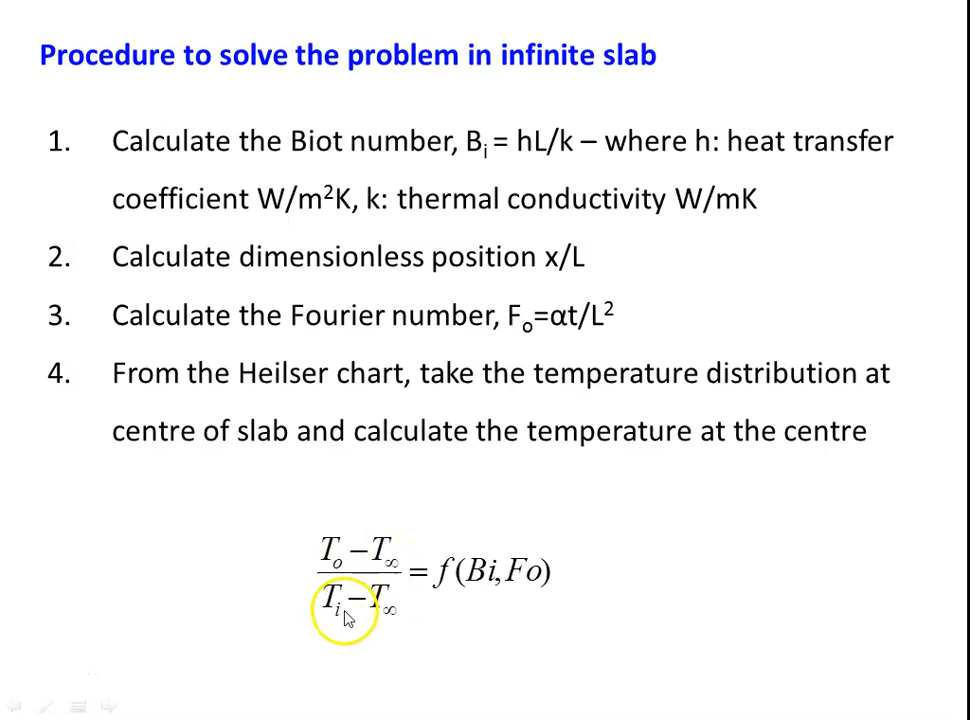 Procedure to solve the problem in infinite slab
1. Calculate the Biot number, Bᵢ = hL/k – where h: heat transfer
coefficient W/m²K, k: thermal conductivity W/mK
2. Calculate dimensionless position x/L
3. Calculate the Fourier number, Fₒ=αt/L²
4. From the Heilser chart, take the temperature distribution at
centre of slab and calculate the temperature at the centre
Tₒ – T∞
= f (Bi, Fo)
Tᵢ – T∞